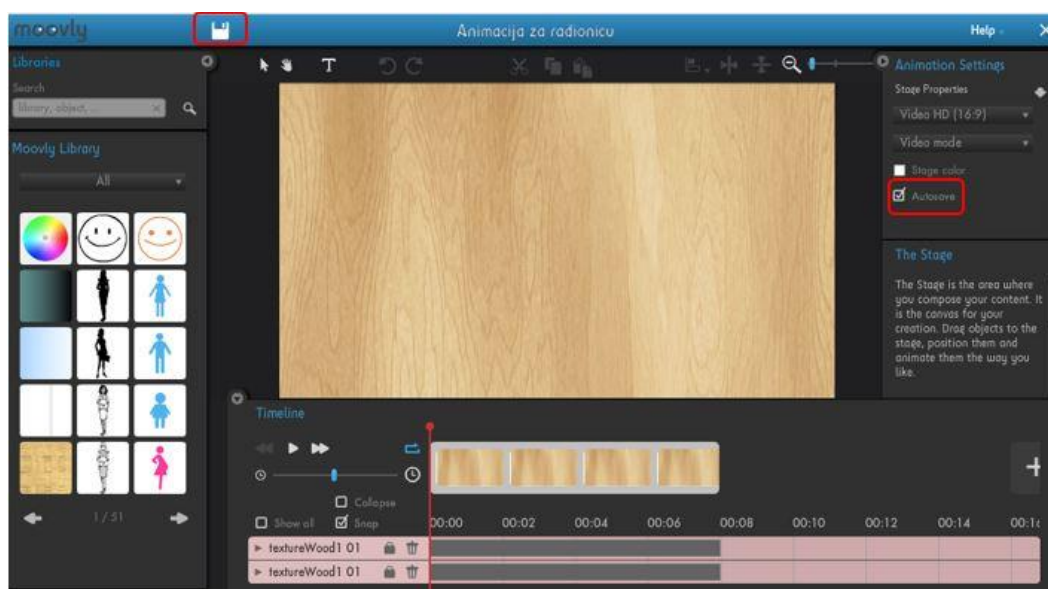 moovly
Animacija za radionicu
Help
Libraries
Search
library, object, ...
Moovly Library
All
1 / 51
T
Animation Settings
Stage Properties
Video HD (16:9)
Video mode
Stage color
Autosave
The Stage
The Stage is the area where
you compose your content. It
is the canvas for your
creation. Drag objects to the
stage, position them and
animate them the way you
like.
Timeline
Collapse
Show all Snap
00:00 00:02 00:04 00:06 00:08 00:10 00:12 00:14
textureWood1 01
textureWood1 01